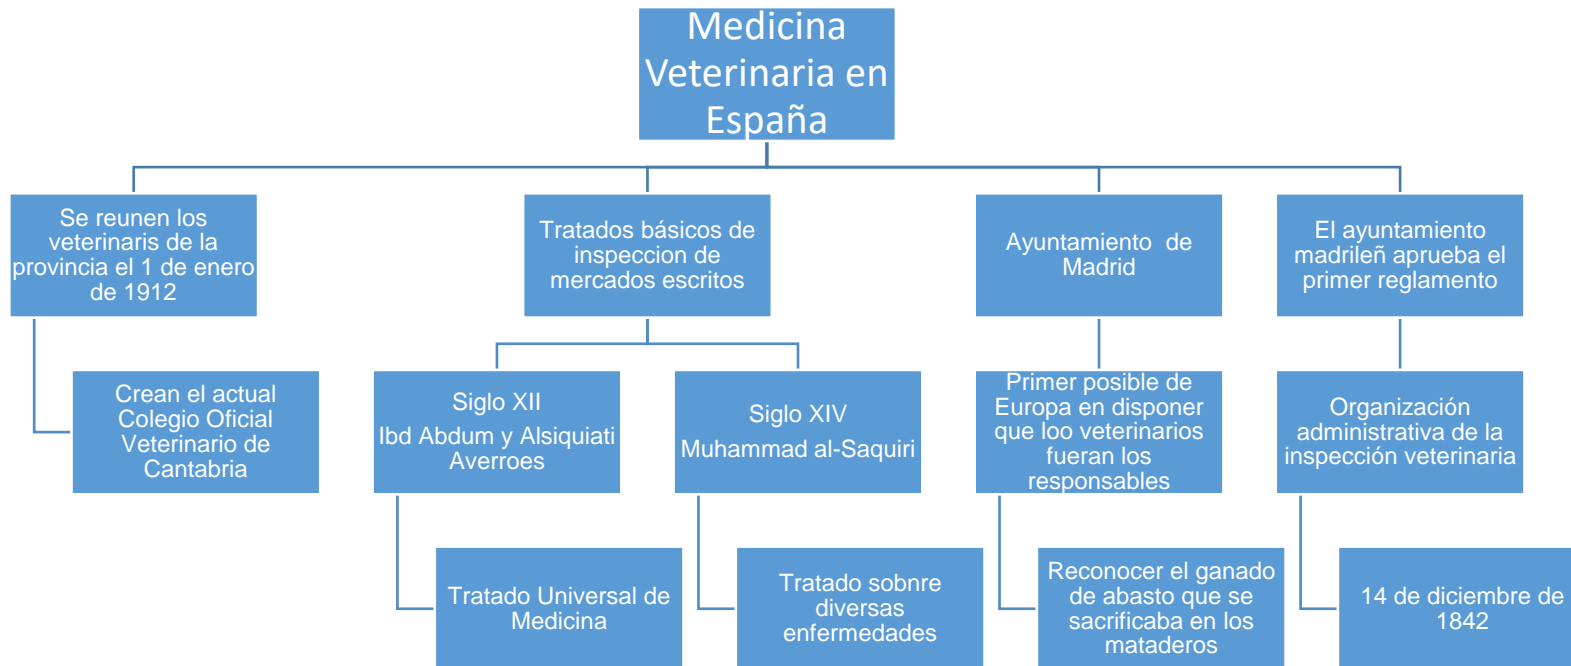 Medicina
Veterinaria en
España
Se reunen los
veterinaris de la
provincia el 1 de enero
de 1912
Tratados básicos de
inspeccion de
mercados escritos
Ayuntamiento de
Madrid
El ayuntamiento
madrileñ aprueba el
primer reglamento
Crean el actual
Colegio Oficial
Veterinario de
Cantabria
Siglo XII
Ibd Abdum y Alsiquiati
Averroes
Siglo XIV
Muhammad al-Saquiri
Primer posible de
Europa en disponer
que loo veterinarios
fueran los
responsables
Organización
administrativa de la
inspección veterinaria
Tratado Universal de
Medicina
Tratado sobnre
diversas
enfermedades
Reconocer el ganado
de abasto que se
sacrificaba en los
mataderos
14 de diciembre de
1842